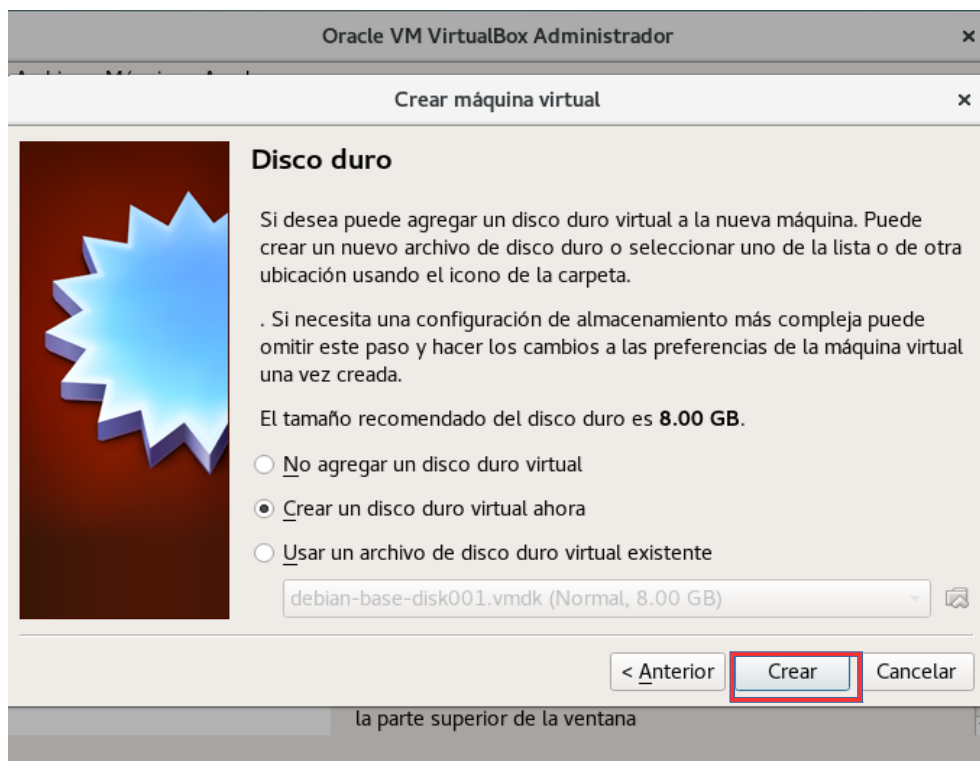 Oracle VM VirtualBox Administrador
Crear máquina virtual
Disco duro
Si desea puede agregar un disco duro virtual a la nueva máquina. Puede
crear un nuevo archivo de disco duro o seleccionar uno de la lista o de otra
ubicación usando el icono de la carpeta.
. Si necesita una configuración de almacenamiento más compleja puede
omitir este paso y hacer los cambios a las preferencias de la máquina virtual
una vez creada.
El tamaño recomendado del disco duro es 8.00 GB.
No agregar un disco duro virtual
Crear un disco duro virtual ahora
Usar un archivo de disco duro virtual existente
debian-base-disk001.vmdk (Normal, 8.00 GB)
< Anterior Crear Cancelar
la parte superior de la ventana